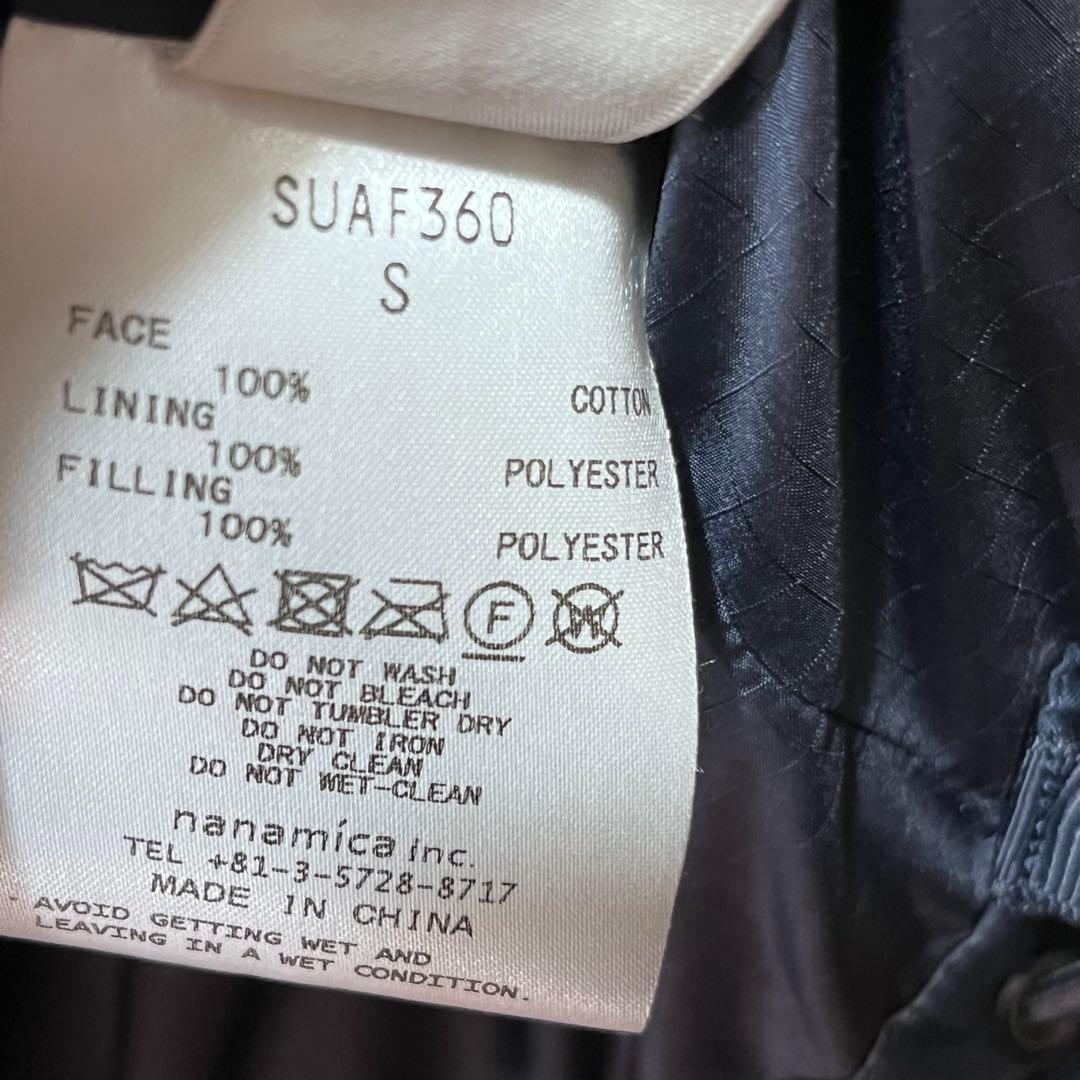 SUAF360
S
FACE
100% COTTON
LINING
100% POLYESTER
FILLING
100% POLYESTER
F W
DO NOT WASH
DO NOT BLEACH
DO NOT TUMBLER DRY
DO NOT IRON
DRY CLEAN
DO NOT WET-CLEAN
nanamica inc.
TEL +81-3-5728-8717
MADE IN CHINA
- AVOID GETTING WET AND
LEAVING IN A WET CONDITION.